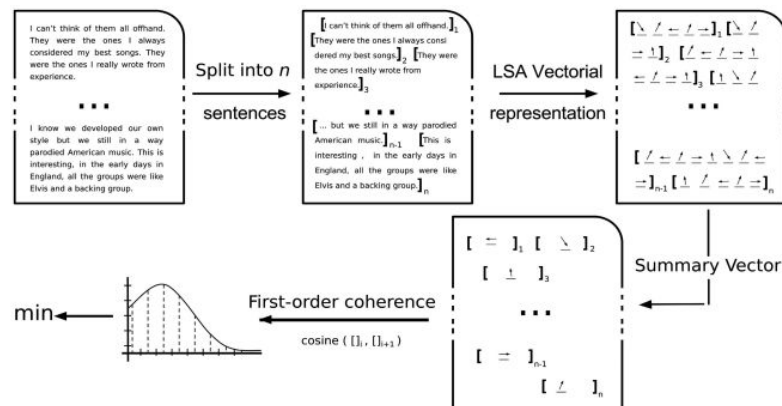 I can't think of them all offhand.
They were the ones I always
considered my best songs. They
were the ones I really wrote from
experience.
...
I know we developed our own
style but we still in a way
parodied American music. This is
interesting, in the early days in
England, all the groups were like
Elvis and a backing group.
Split into n
sentences
[I can't think of them all offhand.]1
[They were the ones I always consi
dered my best songs.]2 [They were
the ones I really wrote from
experience.]3
...
[... but we still in a way parodied
American music.]n-1 [This is
interesting , in the early days in
England, all the groups were like
Elvis and a backing group.]n
LSA Vectorial
representation
[ ]1 [
]2 [
]3 [
...
[
]n-1 [ ]n
Summary Vector
[ ]1 [ ]2
[ ]3
...
[ ]n-1
[ ]n
First-order coherence
cosine ( []i , []i+1 )
min